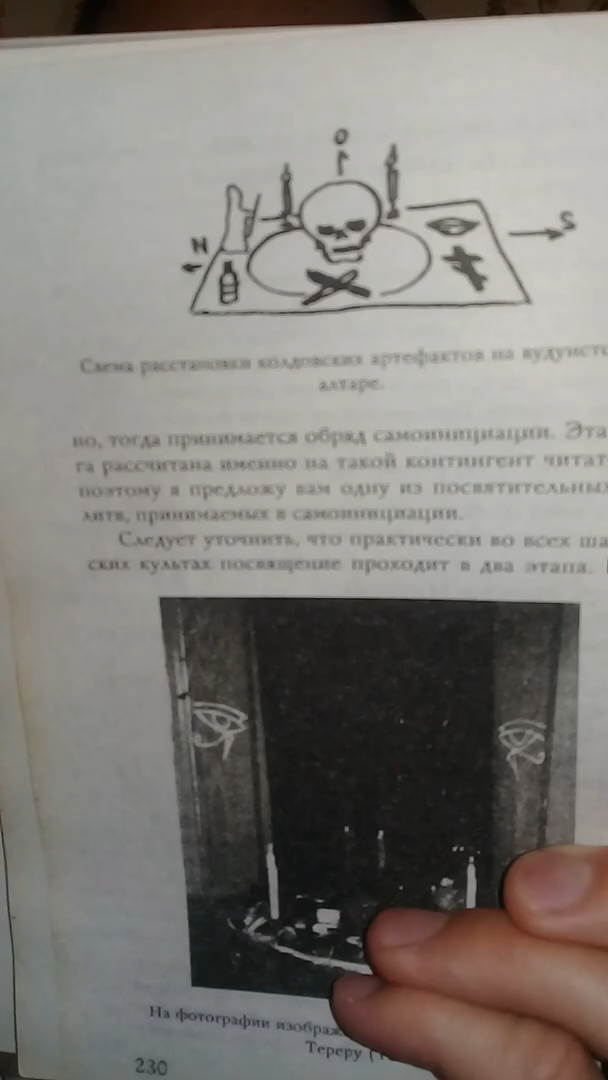 O
N
S
Схема расстановки колдовских артефактов на вудуистс
алтаре.
но, тогда принимается обряд самоинициации. Эта
га рассчитана именно на такой контингент читат
поэтому я предложу вам одну из посвятительных
литв, принимаемых в самоинициации.
Следует уточнить, что практически во всех ша
ских культах посвящение проходит в два этапа.
На фотографии изображ
Тереру (
230